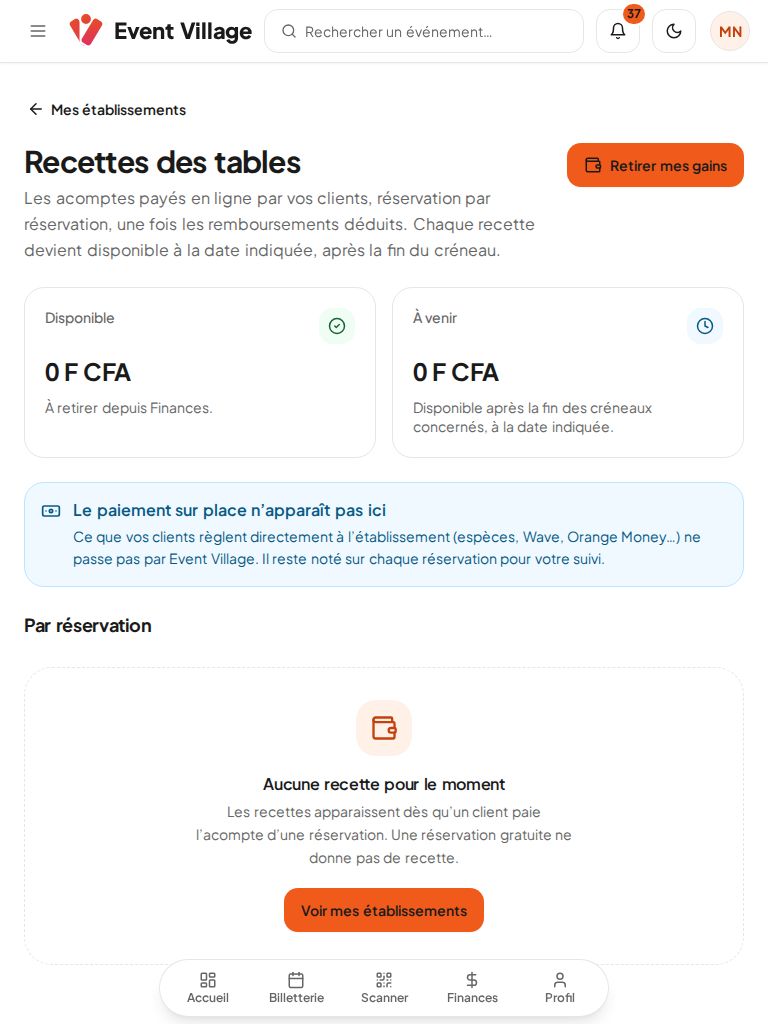 Event Village
Rechercher un événement…
37
MN
Mes établissements
Recettes des tables
Retirer mes gains
Les acomptes payés en ligne par vos clients, réservation par
réservation, une fois les remboursements déduits. Chaque recette
devient disponible à la date indiquée, après la fin du créneau.
Disponible
0 F CFA
À retirer depuis Finances.
À venir
0 F CFA
Disponible après la fin des créneaux
concernés, à la date indiquée.
Le paiement sur place n’apparaît pas ici
Ce que vos clients règlent directement à l’établissement (espèces, Wave, Orange Money…) ne
passe pas par Event Village. Il reste noté sur chaque réservation pour votre suivi.
Par réservation
Aucune recette pour le moment
Les recettes apparaissent dès qu’un client paie
l’acompte d’une réservation. Une réservation gratuite ne
donne pas de recette.
Voir mes établissements
Accueil
Billetterie
Scanner
Finances
Profil